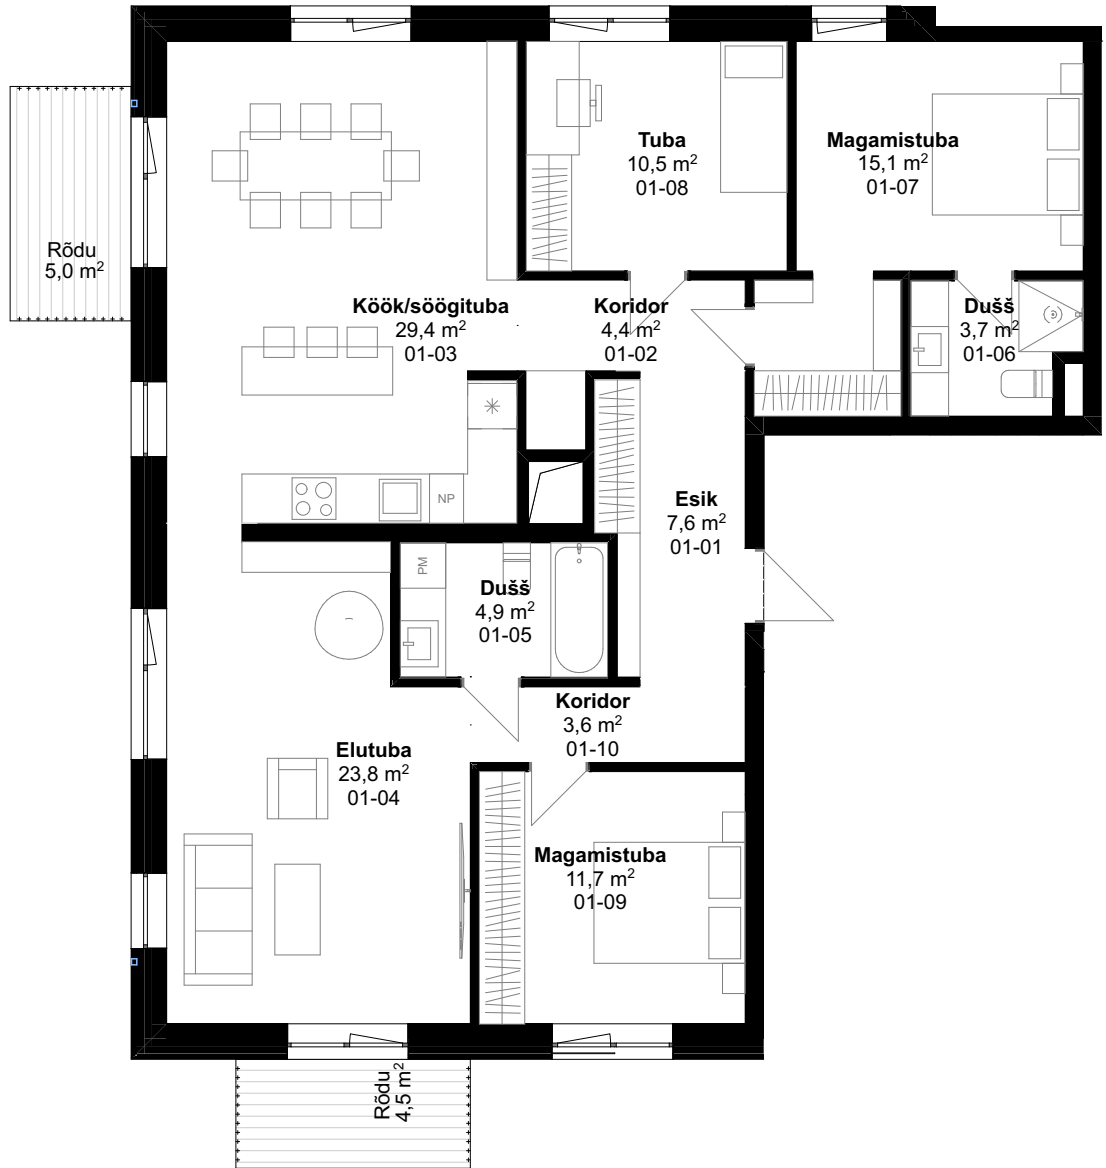 Tuba
10,5 m²
01-08
Magamistuba
15,1 m²
01-07
Rõdu
5,0 m²
Köök/söögituba
29,4 m²
01-03
Koridor
4,4 m²
01-02
Dušš
3,7 m²
01-06
NP
Esik
7,6 m²
01-01
PM
Dušš
4,9 m²
01-05
Koridor
3,6 m²
01-10
Elutuba
23,8 m²
01-04
Magamistuba
11,7 m²
01-09
Rõdu
4,5 m²